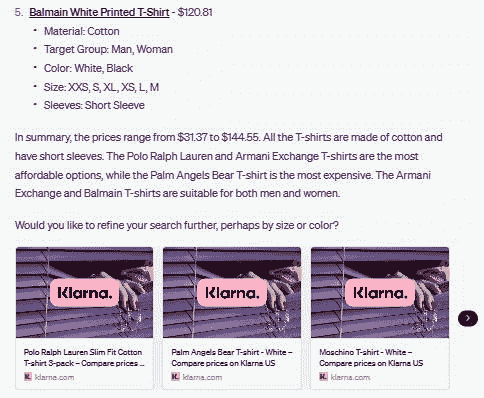 5. Balmain White Printed T-Shirt - $120.81
• Material: Cotton
• Target Group: Man, Woman
• Color: White, Black
• Size: XXS, S, XL, XS, L, M
• Sleeves: Short Sleeve
In summary, the prices range from $31.37 to $144.55. All the T-shirts are made of cotton and
have short sleeves. The Polo Ralph Lauren and Armani Exchange T-shirts are the most
affordable options, while the Palm Angels Bear T-shirt is the most expensive. The Armani
Exchange and Balmain T-shirts are suitable for both men and women.
Would you like to refine your search further, perhaps by size or color?
Klarna.
Polo Ralph Lauren Slim Fit Cotton
T-shirt 3-pack – Compare prices ...
K. klarna.com
Klarna.
Palm Angels Bear T-shirt - White –
Compare prices on Klarna US
K. klarna.com
Klarna.
Moschino T-shirt - White –
Compare prices on Klarna US
K. klarna.com